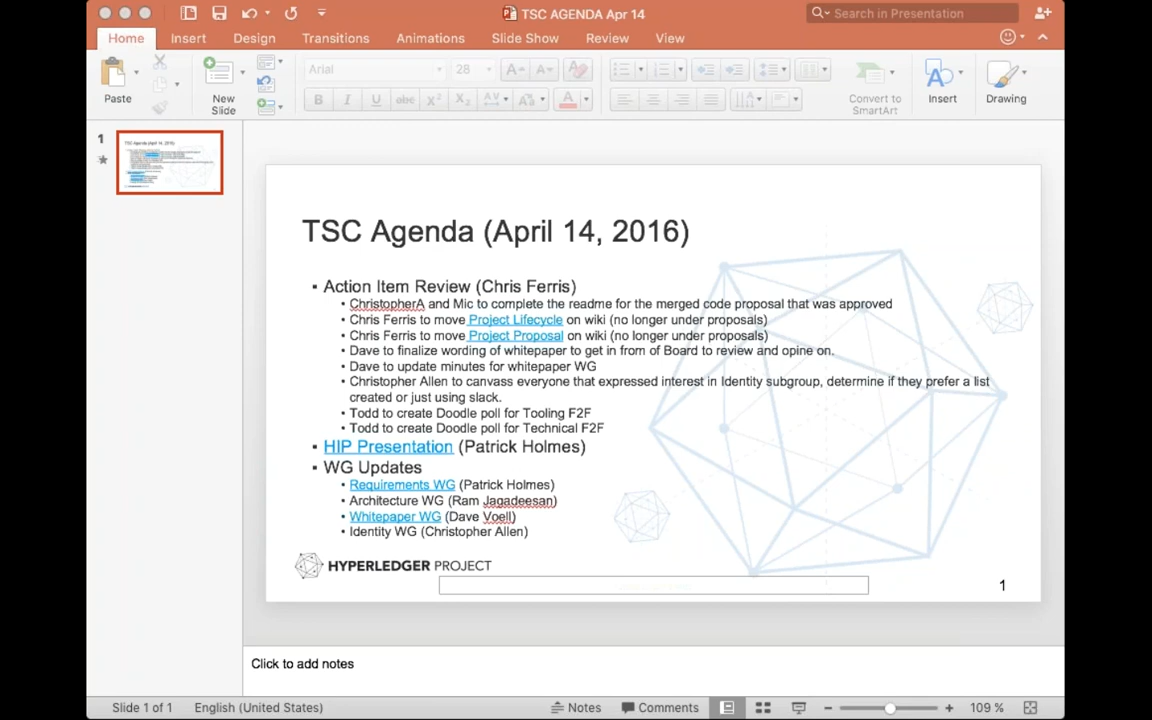 TSC AGENDA Apr 14
Search in Presentation
Home Insert Design Transitions Animations Slide Show Review View
Paste
New Slide
Arial 28
Convert to SmartArt
Insert
Drawing
1
TSC Agenda (April 14, 2016)
▪ Action Item Review (Chris Ferris)
• ChristopherA and Mic to complete the readme for the merged code proposal that was approved
• Chris Ferris to move Project Lifecycle on wiki (no longer under proposals)
• Chris Ferris to move Project Proposal on wiki (no longer under proposals)
• Dave to finalize wording of whitepaper to get in from of Board to review and opine on.
• Dave to update minutes for whitepaper WG
• Christopher Allen to canvass everyone that expressed interest in Identity subgroup, determine if they prefer a list
created or just using slack.
• Todd to create Doodle poll for Tooling F2F
• Todd to create Doodle poll for Technical F2F
▪ HIP Presentation (Patrick Holmes)
▪ WG Updates
• Requirements WG (Patrick Holmes)
• Architecture WG (Ram Jagadeesan)
• Whitepaper WG (Dave Voell)
• Identity WG (Christopher Allen)
HYPERLEDGER PROJECT
1
Click to add notes
Slide 1 of 1 English (United States) Notes Comments 109 %